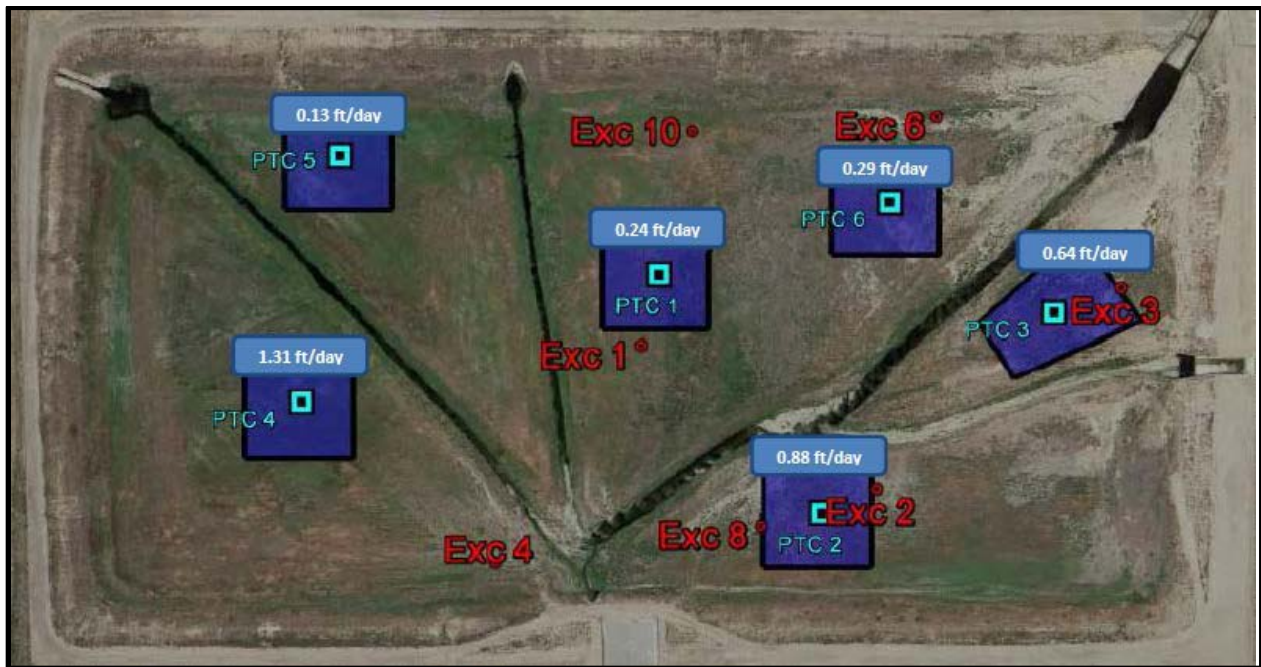 0.13 ft/day
PTC 5
Exc 10
Exc 6
0.29 ft/day
PTC 6
0.24 ft/day
PTC 1
0.64 ft/day
PTC 3
Exc 3
Exc 1
1.31 ft/day
PTC 4
0.88 ft/day
Exc 2
PTC 2
Exc 8
Exc 4